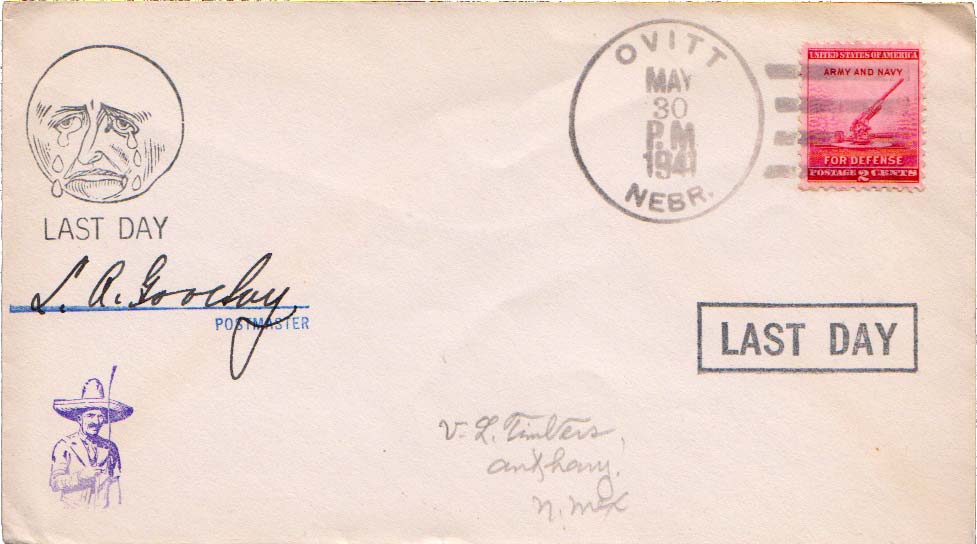 OVITT
MAY
30
P.M
1941
NEBR.
UNITED STATES OF AMERICA
ARMY AND NAVY
FOR DEFENSE
POSTAGE 2 CENTS
LAST DAY
L. A.
POSTMASTER
LAST DAY
V. L.
Anthony,
N. Mex